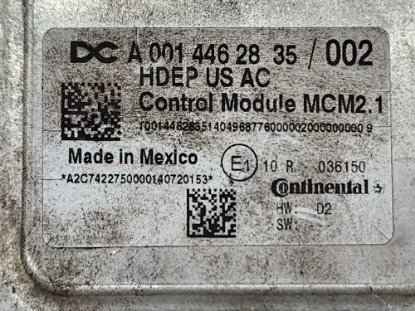 DC A 001 446 28 35 / 002
HDEP US AC
Control Module MCM2.1
Made in Mexico
*A2C7422750000140720153*
E1 10 R 036150
Continental
HW: D2
SW: